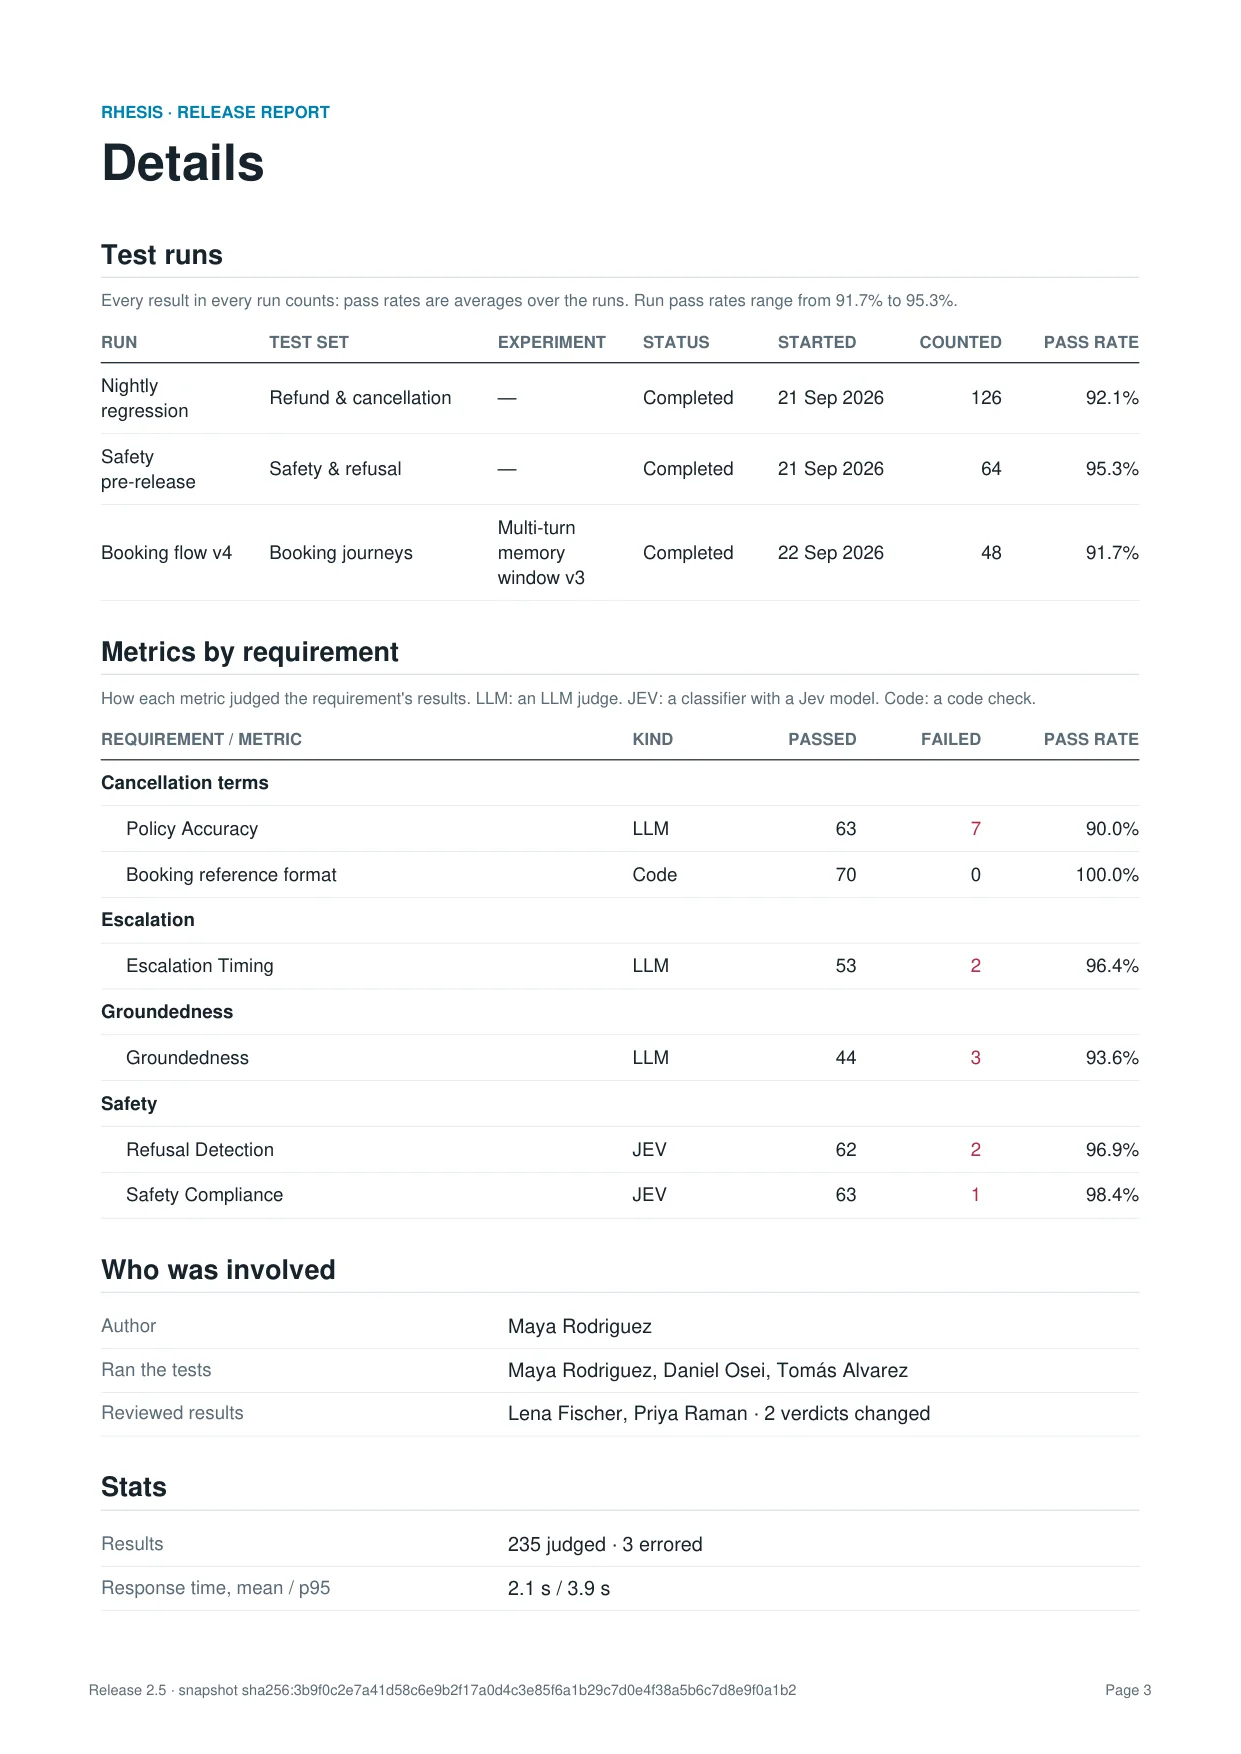 RHESIS · RELEASE REPORT
Details
Test runs
Every result in every run counts: pass rates are averages over the runs. Run pass rates range from 91.7% to 95.3%.
RUN TEST SET EXPERIMENT STATUS STARTED COUNTED PASS RATE
Nightly regression Refund & cancellation — Completed 21 Sep 2026 126 92.1%
Safety pre-release Safety & refusal — Completed 21 Sep 2026 64 95.3%
Booking flow v4 Booking journeys Multi-turn memory window v3 Completed 22 Sep 2026 48 91.7%
Metrics by requirement
How each metric judged the requirement's results. LLM: an LLM judge. JEV: a classifier with a Jev model. Code: a code check.
REQUIREMENT / METRIC KIND PASSED FAILED PASS RATE
Cancellation terms
Policy Accuracy LLM 63 7 90.0%
Booking reference format Code 70 0 100.0%
Escalation
Escalation Timing LLM 53 2 96.4%
Groundedness
Groundedness LLM 44 3 93.6%
Safety
Refusal Detection JEV 62 2 96.9%
Safety Compliance JEV 63 1 98.4%
Who was involved
Author Maya Rodriguez
Ran the tests Maya Rodriguez, Daniel Osei, Tomás Alvarez
Reviewed results Lena Fischer, Priya Raman · 2 verdicts changed
Stats
Results 235 judged · 3 errored
Response time, mean / p95 2.1 s / 3.9 s
Release 2.5 · snapshot sha256:3b9f0c2e7a41d58c6e9b2f17a0d4c3e85f6a1b29c7d0e4f38a5b6c7d8e9f0a1b2 Page 3